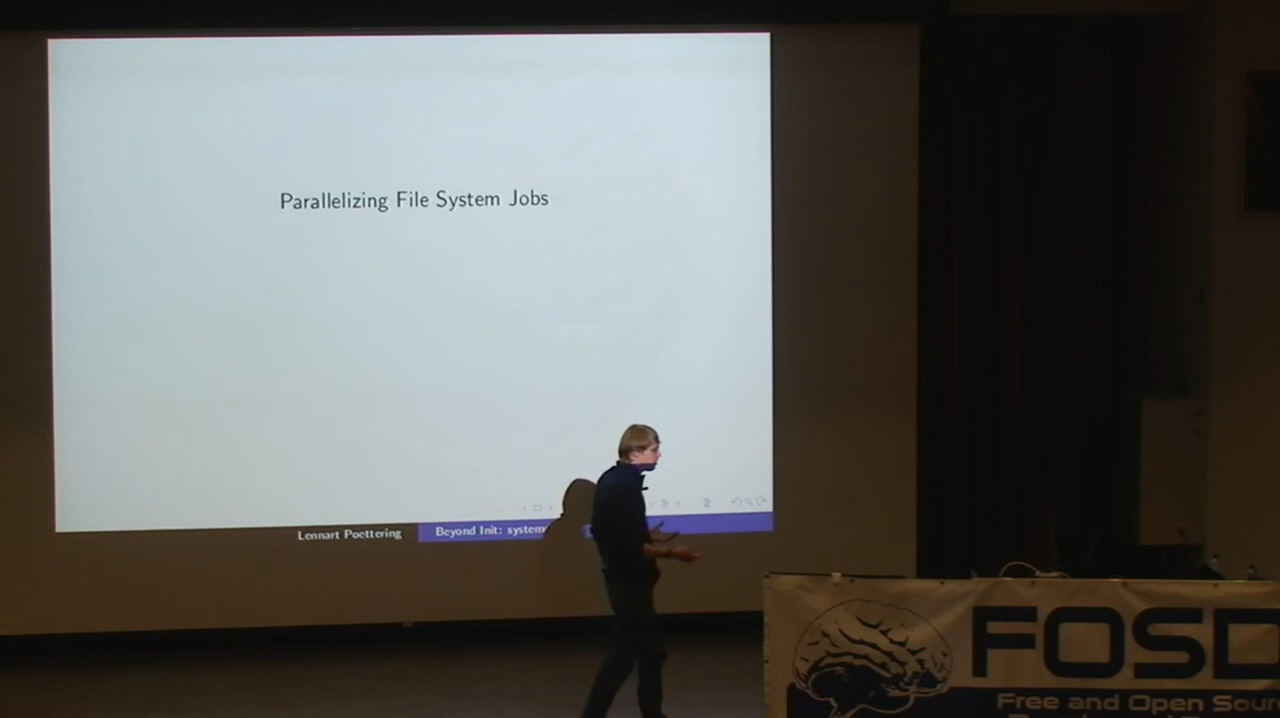 Parallelizing File System Jobs
Lennart Poettering
Beyond Init: system
FOSD
Free and Open Sour